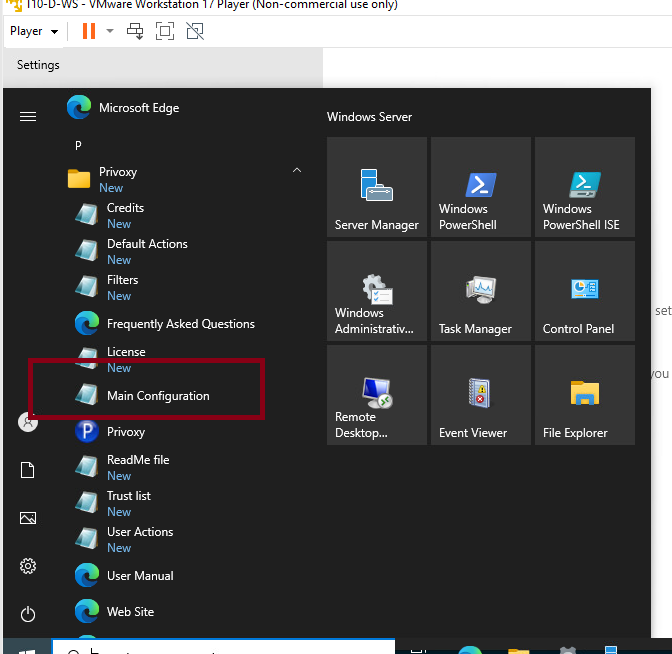 T10-D-WS - VMware Workstation 17 Player (Non-commercial use only)
Player
Settings
Microsoft Edge
P
Privoxy
New
Credits
New
Default Actions
New
Filters
New
Frequently Asked Questions
License
New
Main Configuration
Privoxy
ReadMe file
New
Trust list
New
User Actions
New
User Manual
Web Site
Windows Server
Server Manager
Windows
PowerShell
Windows
PowerShell ISE
Windows
Administrativ...
Task Manager
Control Panel
Remote
Desktop...
Event Viewer
File Explorer
set
you